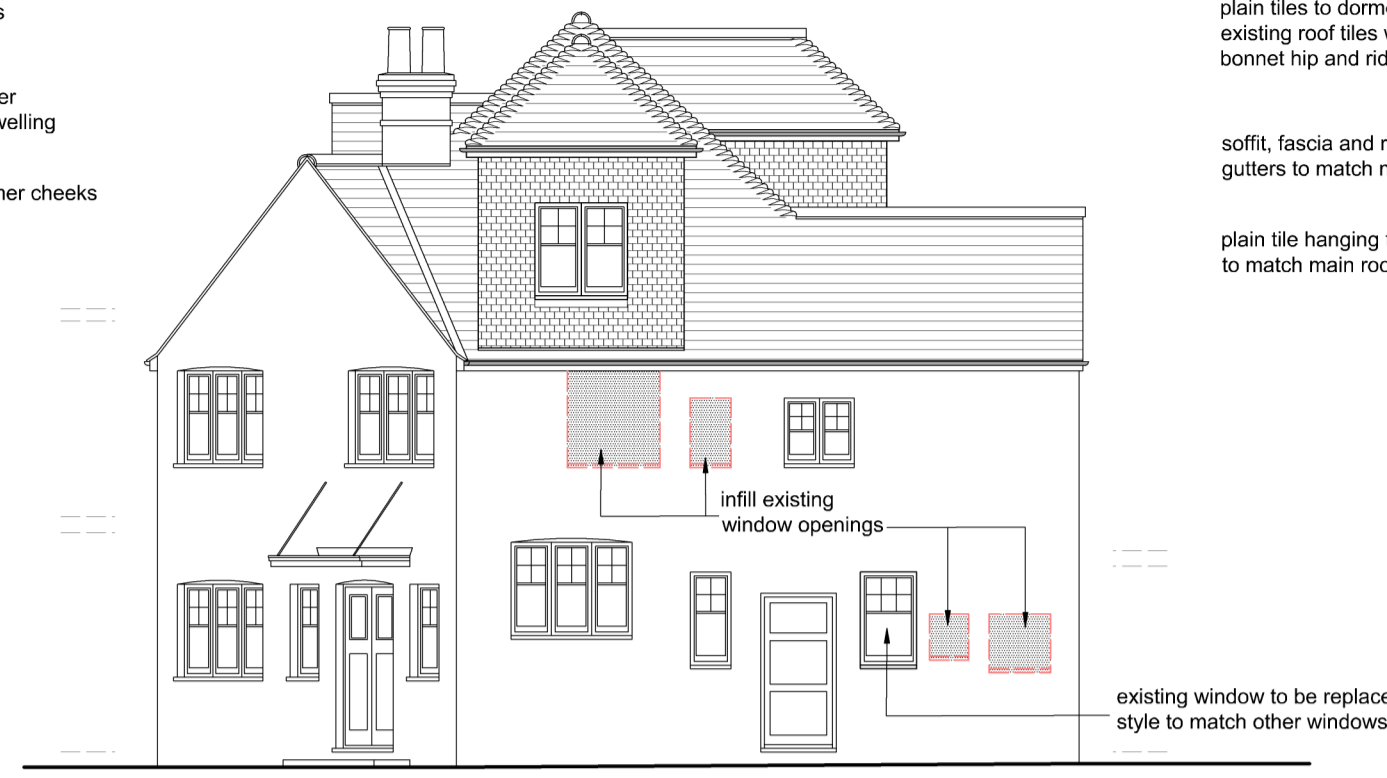 s
er
welling
ner cheeks
plain tiles to dorm
existing roof tiles
bonnet hip and rid
soffit, fascia and
gutters to match
plain tile hanging
to match main roo
infill existing
window openings
existing window to be replace
style to match other windows